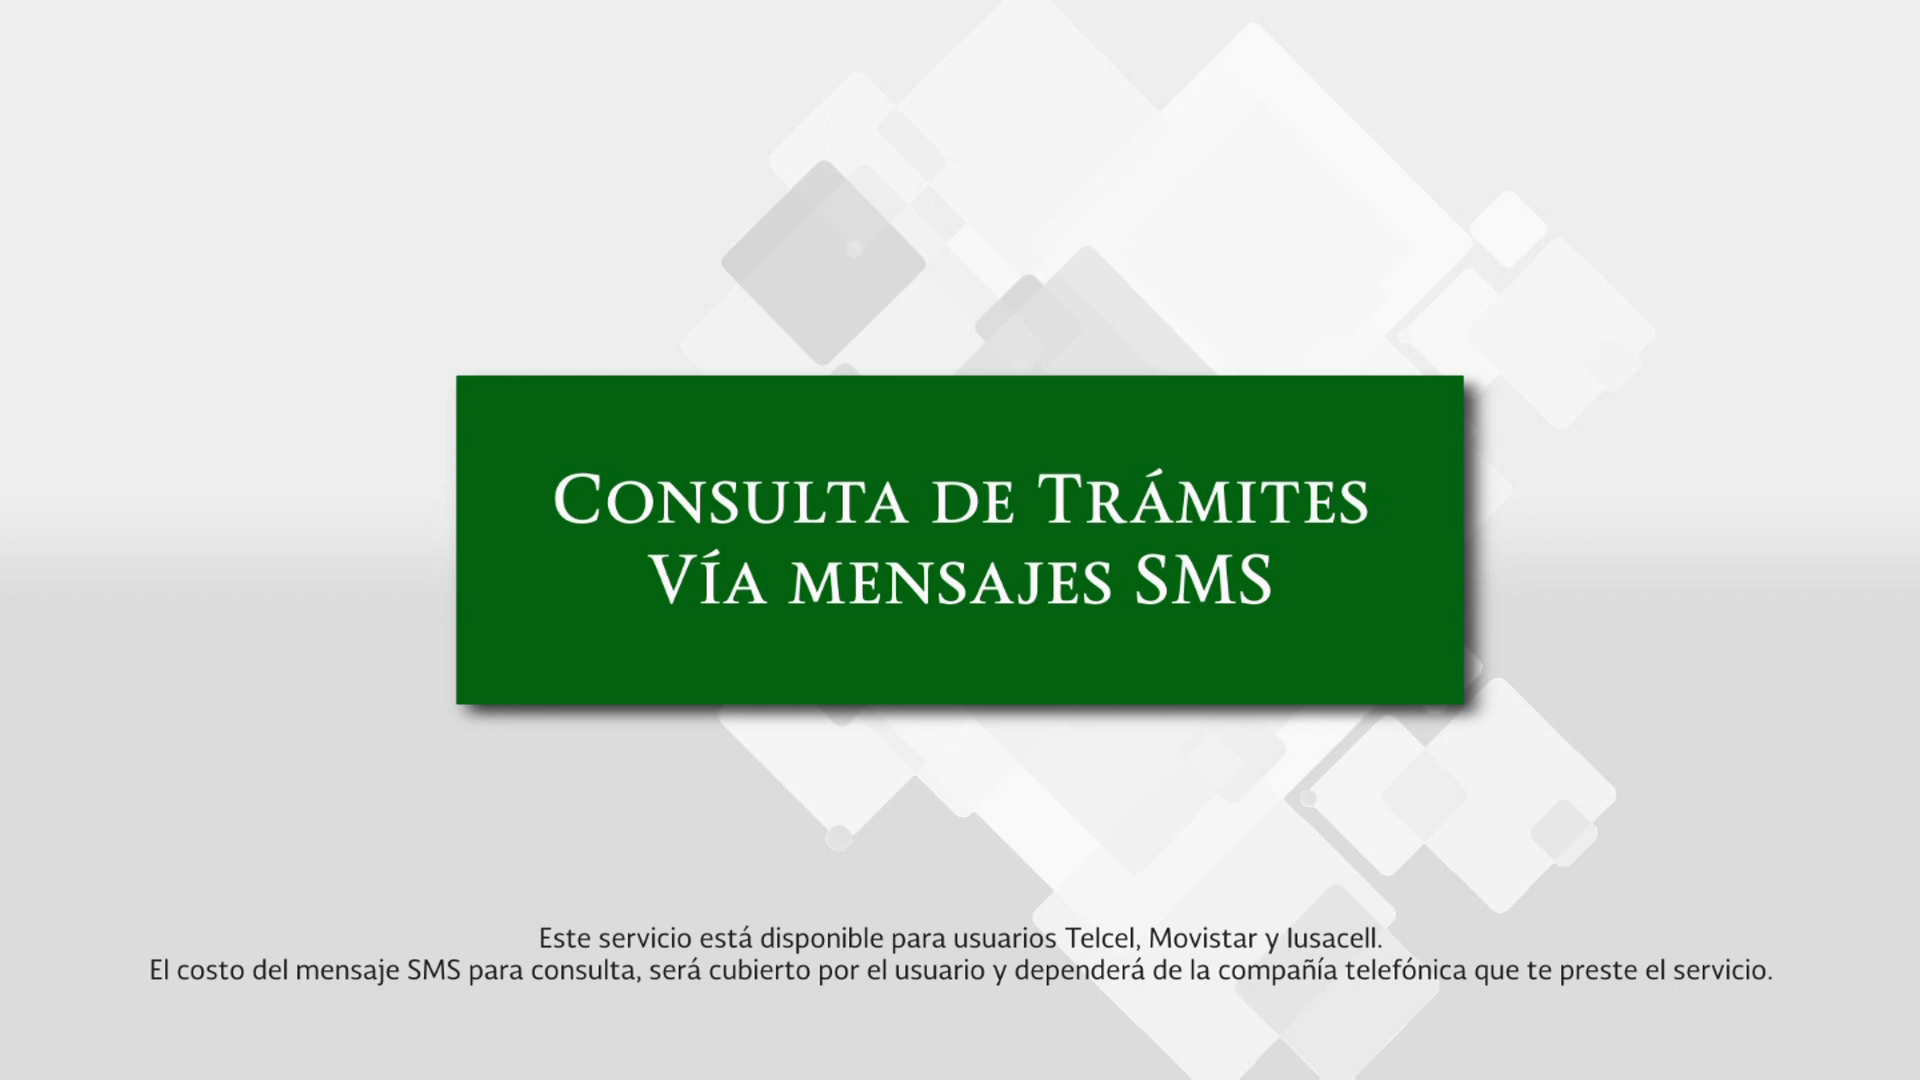 Consulta de Trámites
Vía mensajes SMS
Este servicio está disponible para usuarios Telcel, Movistar y Iusacell.
El costo del mensaje SMS para consulta, será cubierto por el usuario y dependerá de la compañía telefónica que te preste el servicio.